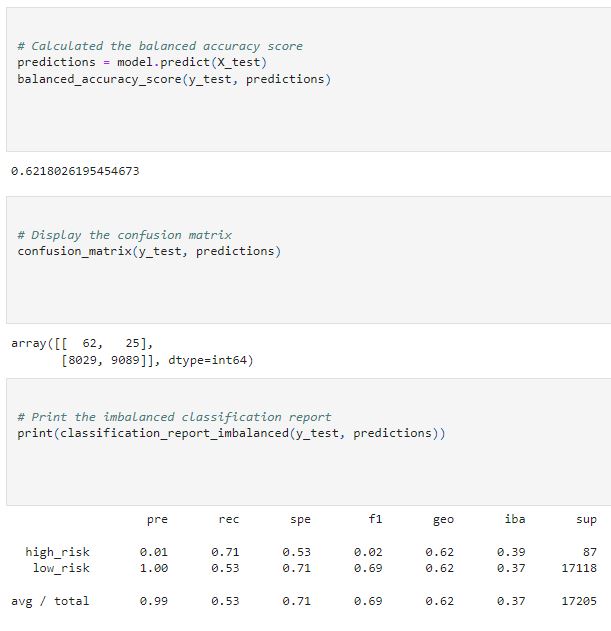 # Calculated the balanced accuracy score
predictions = model.predict(X_test)
balanced_accuracy_score(y_test, predictions)
0.6218026195454673
# Display the confusion matrix
confusion_matrix(y_test, predictions)
array([[  62,   25],
       [8029, 9089]], dtype=int64)
# Print the imbalanced classification report
print(classification_report_imbalanced(y_test, predictions))
pre rec spe f1 geo iba sup
high_risk 0.01 0.71 0.53 0.02 0.62 0.39 87
low_risk 1.00 0.53 0.71 0.69 0.62 0.37 17118
avg / total 0.99 0.53 0.71 0.69 0.62 0.37 17205